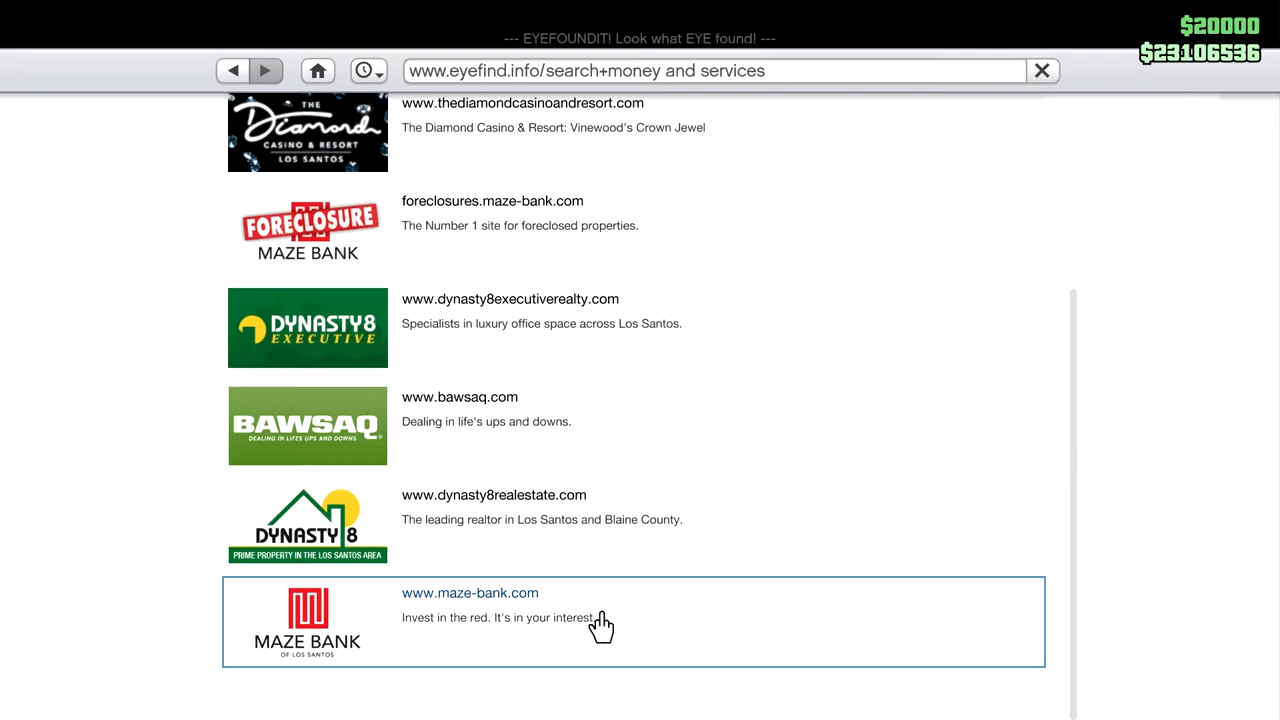 $20000
--- EYEFOUNDIT! Look what EYE found! ---
$23106536
www.eyefind.info/search+money and services
THE
Diamond
CASINO & RESORT
LOS SANTOS
www.thediamondcasinoandresort.com
The Diamond Casino & Resort: Vinewood's Crown Jewel
FORECLOSURE
MAZE BANK
foreclosures.maze-bank.com
The Number 1 site for foreclosed properties.
DYNASTY8
EXECUTIVE
www.dynasty8executiverealty.com
Specialists in luxury office space across Los Santos.
BAWSAQ
DEALING IN LIFES UPS AND DOWNS
www.bawsaq.com
Dealing in life's ups and downs.
DYNASTY 8
PRIME PROPERTY IN THE LOS SANTOS AREA
www.dynasty8realestate.com
The leading realtor in Los Santos and Blaine County.
MAZE BANK
OF LOS SANTOS
www.maze-bank.com
Invest in the red. It's in your interest.